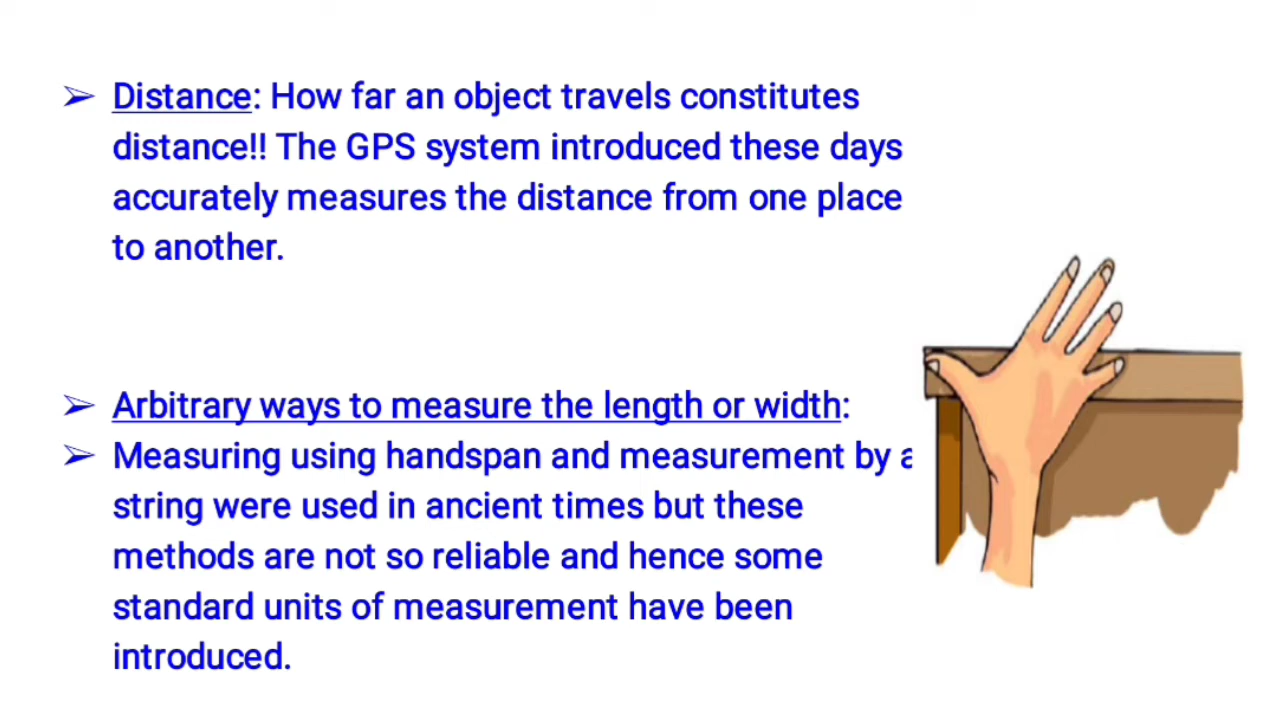 ➢ Distance: How far an object travels constitutes
distance!! The GPS system introduced these days
accurately measures the distance from one place
to another.
➢ Arbitrary ways to measure the length or width:
➢ Measuring using handspan and measurement by a
string were used in ancient times but these
methods are not so reliable and hence some
standard units of measurement have been
introduced.